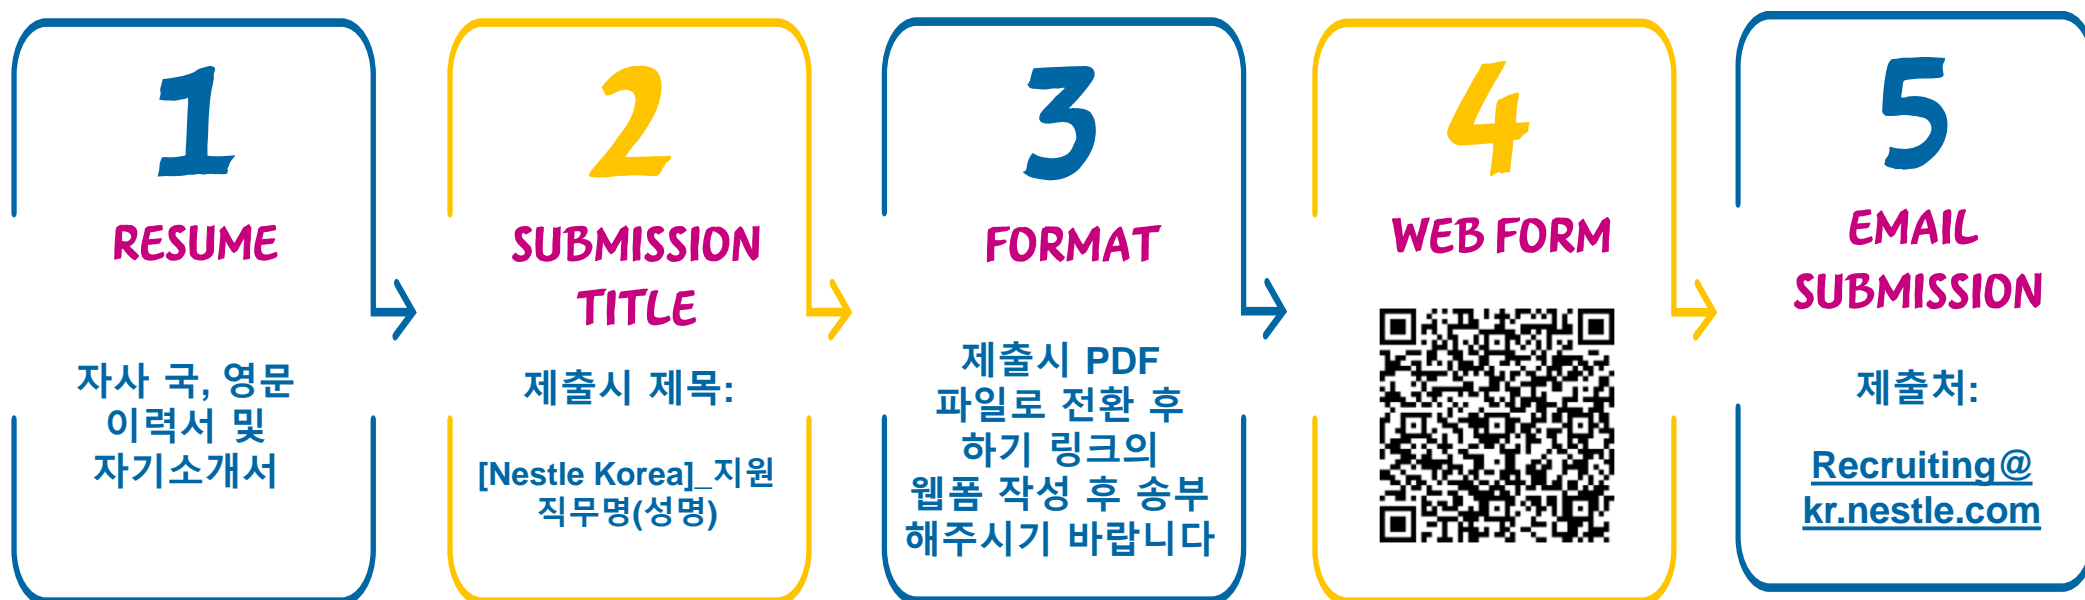 1
RESUME
자사 국, 영문
이력서 및
자기소개서
2
SUBMISSION
TITLE
제출시 제목:
[Nestle Korea]_지원
직무명(성명)
3
FORMAT
제출시 PDF
파일로 전환 후
하기 링크의
웹폼 작성 후 송부
해주시기 바랍니다
4
WEB FORM
5
EMAIL
SUBMISSION
제출처:
Recruiting@
kr.nestle.com